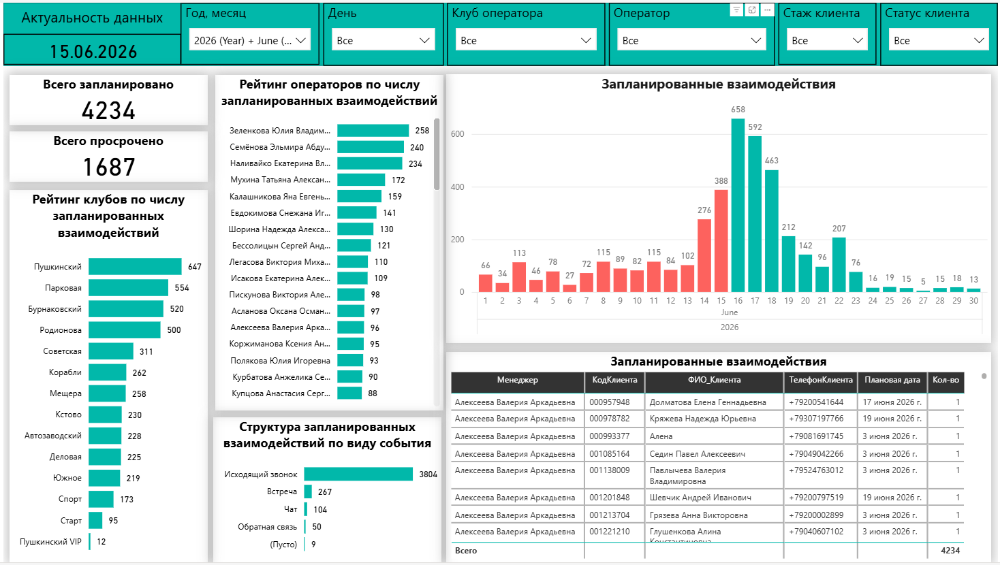 Актуальность данных
15.06.2026
Год, месяц
2026 (Year) + June (...
День
Все
Клуб оператора
Все
Оператор
Все
Стаж клиента
Все
Статус клиента
Все
Всего запланировано
4234
Всего просрочено
1687
Рейтинг клубов по числу
запланированных
взаимодействий
Пушкинский 647
Парковая 554
Бурнаковский 520
Родионова 500
Советская 311
Корабли 262
Мещера 258
Кстово 230
Автозаводский 228
Деловая 225
Южное 219
Спорт 173
Старт 95
Пушкинский VIP 12
Рейтинг операторов по числу
запланированных взаимодействий
Зеленкова Юлия Владим... 258
Семёнова Эльмира Абду... 240
Наливайко Екатерина Вл... 234
Мухина Татьяна Алексан... 172
Калашникова Яна Евгень... 159
Евдокимова Снежана Иг... 141
Шорина Надежда Алекса... 130
Бессолицын Сергей Анд... 121
Легасова Виктория Миха... 110
Исакова Екатерина Алек... 109
Пискунова Виктория Але... 98
Асланова Оксана Осман... 97
Алексеева Валерия Арка... 96
Коржиманова Ксения Ан... 95
Полякова Юлия Игоревна 93
Курбатова Анжелика Се... 90
Купцова Анастасия Серг... 88
Структура запланированных
взаимодействий по виду события
Исходящий звонок 3804
Встреча 267
Чат 104
Обратная связь 50
(Пусто) 9
Запланированные взаимодействия
600
400
200
0
66 34 113 46 78 27 72 115 89 82 115 84 102 276 388 658 592 463 212 142 96 207 76 16 19 15 5 15 18 13
1 2 3 4 5 6 7 8 9 10 11 12 13 14 15 16 17 18 19 20 21 22 23 24 25 26 27 28 29 30
June
2026
Запланированные взаимодействия
Менеджер КодКлиента ФИО_Клиента ТелефонКлиента Плановая дата Кол-во
Алексеева Валерия Аркадьевна 000957948 Долматова Елена Геннадьевна +79200541644 17 июня 2026 г. 1
Алексеева Валерия Аркадьевна 000978782 Кряжева Надежда Юрьевна +79307197766 19 июня 2026 г. 1
Алексеева Валерия Аркадьевна 000993377 Алена +79081691745 3 июня 2026 г. 1
Алексеева Валерия Аркадьевна 001085164 Седин Павел Алексеевич +79049042266 3 июня 2026 г. 1
Алексеева Валерия Аркадьевна 001138009 Павлычева Валерия +79524763012 3 июня 2026 г. 1
Владимировна
Алексеева Валерия Аркадьевна 001201848 Шевчик Андрей Иванович +79200797519 19 июня 2026 г. 1
Алексеева Валерия Аркадьевна 001213704 Грязева Анна Викторовна +79200002899 3 июня 2026 г. 1
Алексеева Валерия Аркадьевна 001221210 Глушенкова Алина +79040607102 3 июня 2026 г. 1
Константиновна
Всего 4234